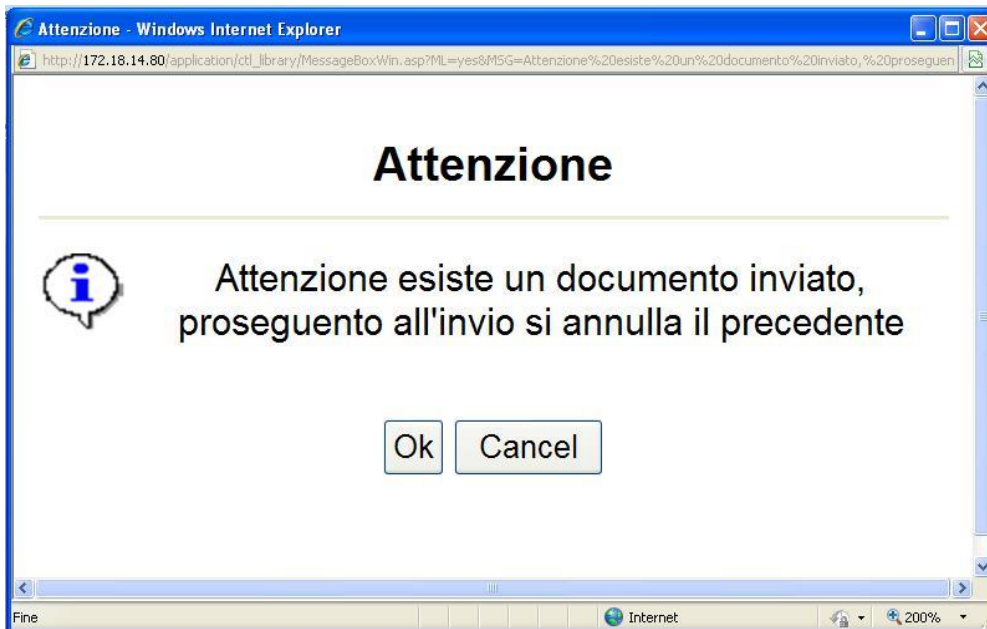 Attenzione - Windows Internet Explorer
http://172.18.14.80/application/ctl_library/MessageBoxWin.asp?ML=yes&MSG=Attenzione%20esiste%20un%20documento%20inviato,%20proseguen
Attenzione
Attenzione esiste un documento inviato,
proseguento all'invio si annulla il precedente
Ok Cancel
Fine Internet 200%